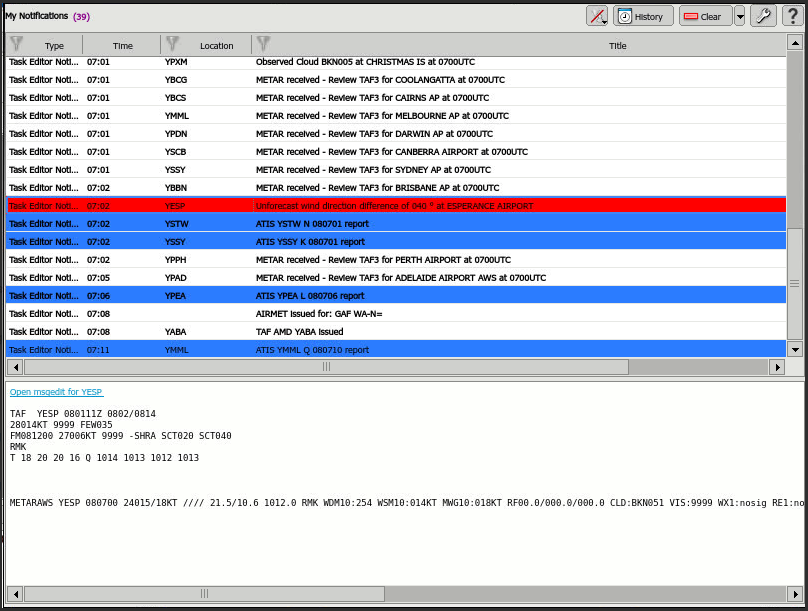 My Notifications (39)
History Clear ?
Type Time Location Title
Task Editor Noti... 07:01 YPXM Observed Cloud BKN005 at CHRISTMAS IS at 0700UTC
Task Editor Noti... 07:01 YBCG METAR received - Review TAF3 for COOLANGATTA at 0700UTC
Task Editor Noti... 07:01 YBCS METAR received - Review TAF3 for CAIRNS AP at 0700UTC
Task Editor Noti... 07:01 YMML METAR received - Review TAF3 for MELBOURNE AP at 0700UTC
Task Editor Noti... 07:01 YPDN METAR received - Review TAF3 for DARWIN AP at 0700UTC
Task Editor Noti... 07:01 YSCB METAR received - Review TAF3 for CANBERRA AIRPORT at 0700UTC
Task Editor Noti... 07:01 YSSY METAR received - Review TAF3 for SYDNEY AP at 0700UTC
Task Editor Noti... 07:02 YBBN METAR received - Review TAF3 for BRISBANE AP at 0700UTC
Task Editor Noti... 07:02 YESP Unforecast wind direction difference of 040 º at ESPERANCE AIRPORT
Task Editor Noti... 07:02 YSTW ATIS YSTW N 080701 report
Task Editor Noti... 07:02 YSSY ATIS YSSY K 080701 report
Task Editor Noti... 07:02 YPPH METAR received - Review TAF3 for PERTH AIRPORT at 0700UTC
Task Editor Noti... 07:05 YPAD METAR received - Review TAF3 for ADELAIDE AIRPORT AWS at 0700UTC
Task Editor Noti... 07:06 YPEA ATIS YPEA L 080706 report
Task Editor Noti... 07:08 AIRMET issued for: GAF WA-N=
Task Editor Noti... 07:08 YABA TAF AMD YABA issued
Task Editor Noti... 07:11 YMML ATIS YMML Q 080710 report
Open msgedit for YESP
TAF YESP 080111Z 0802/0814
28014KT 9999 FEW035
FM081200 27006KT 9999 -SHRA SCT020 SCT040
RMK
T 18 20 20 16 Q 1014 1013 1012 1013
METARAWS YESP 080700 24015/18KT //// 21.5/10.6 1012.0 RMK WDM10:254 WSM10:014KT MWG10:018KT RF00.0/000.0/000.0 CLD:BKN051 VIS:9999 WX1:nosig RE1:no